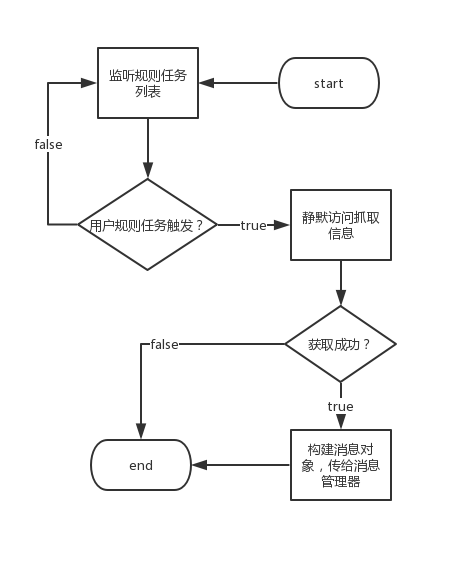 监听规则任务
列表
start
false
用户规则任务触发？
true
静默访问抓取
信息
false
获取成功？
true
构建消息对
象，传给消息
管理器
end